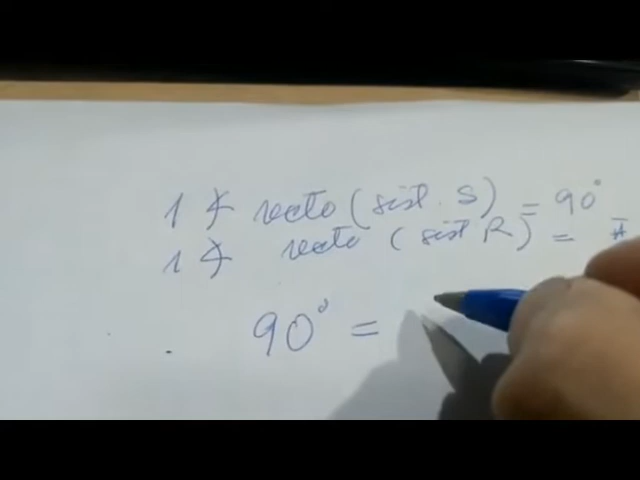 1 ∡ recto (sist. S) = 90°
1 ∡ recto (sist R) =
90° =